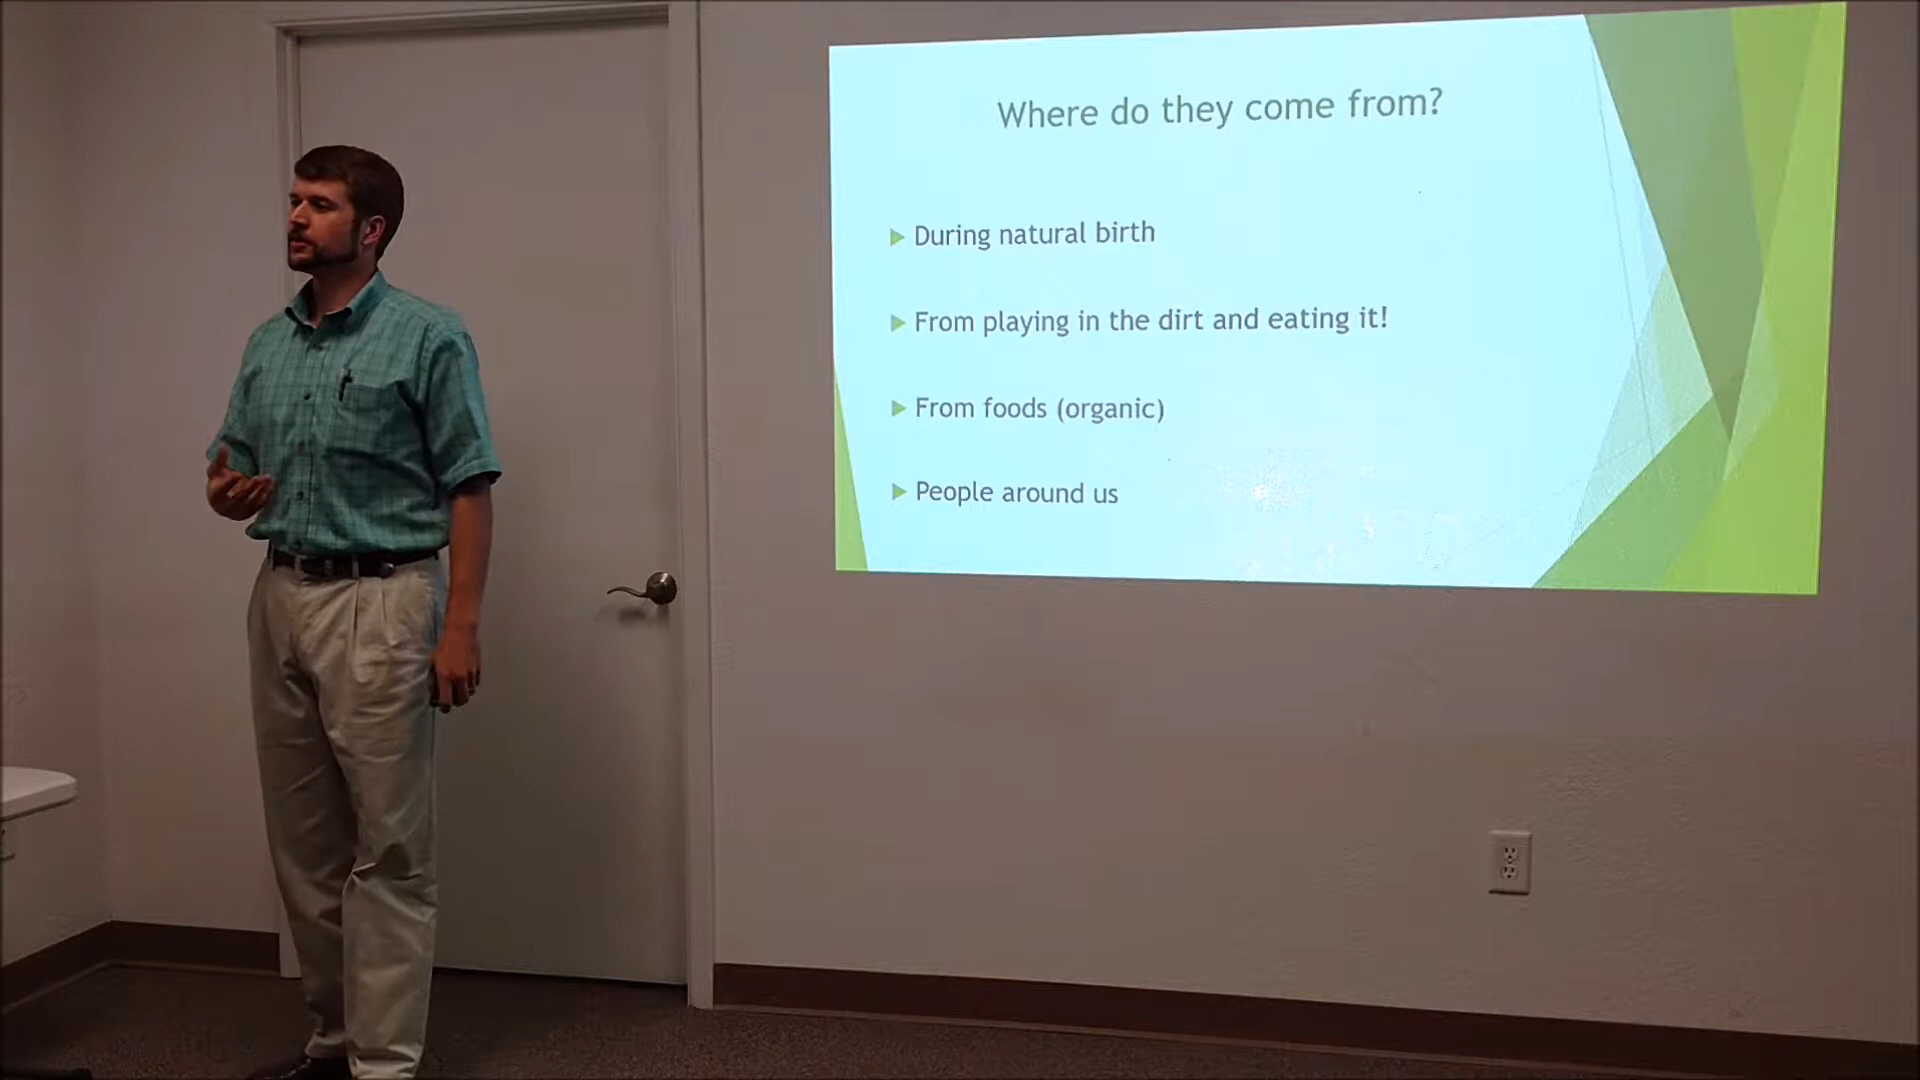 Where do they come from?
During natural birth
From playing in the dirt and eating it!
From foods (organic)
People around us